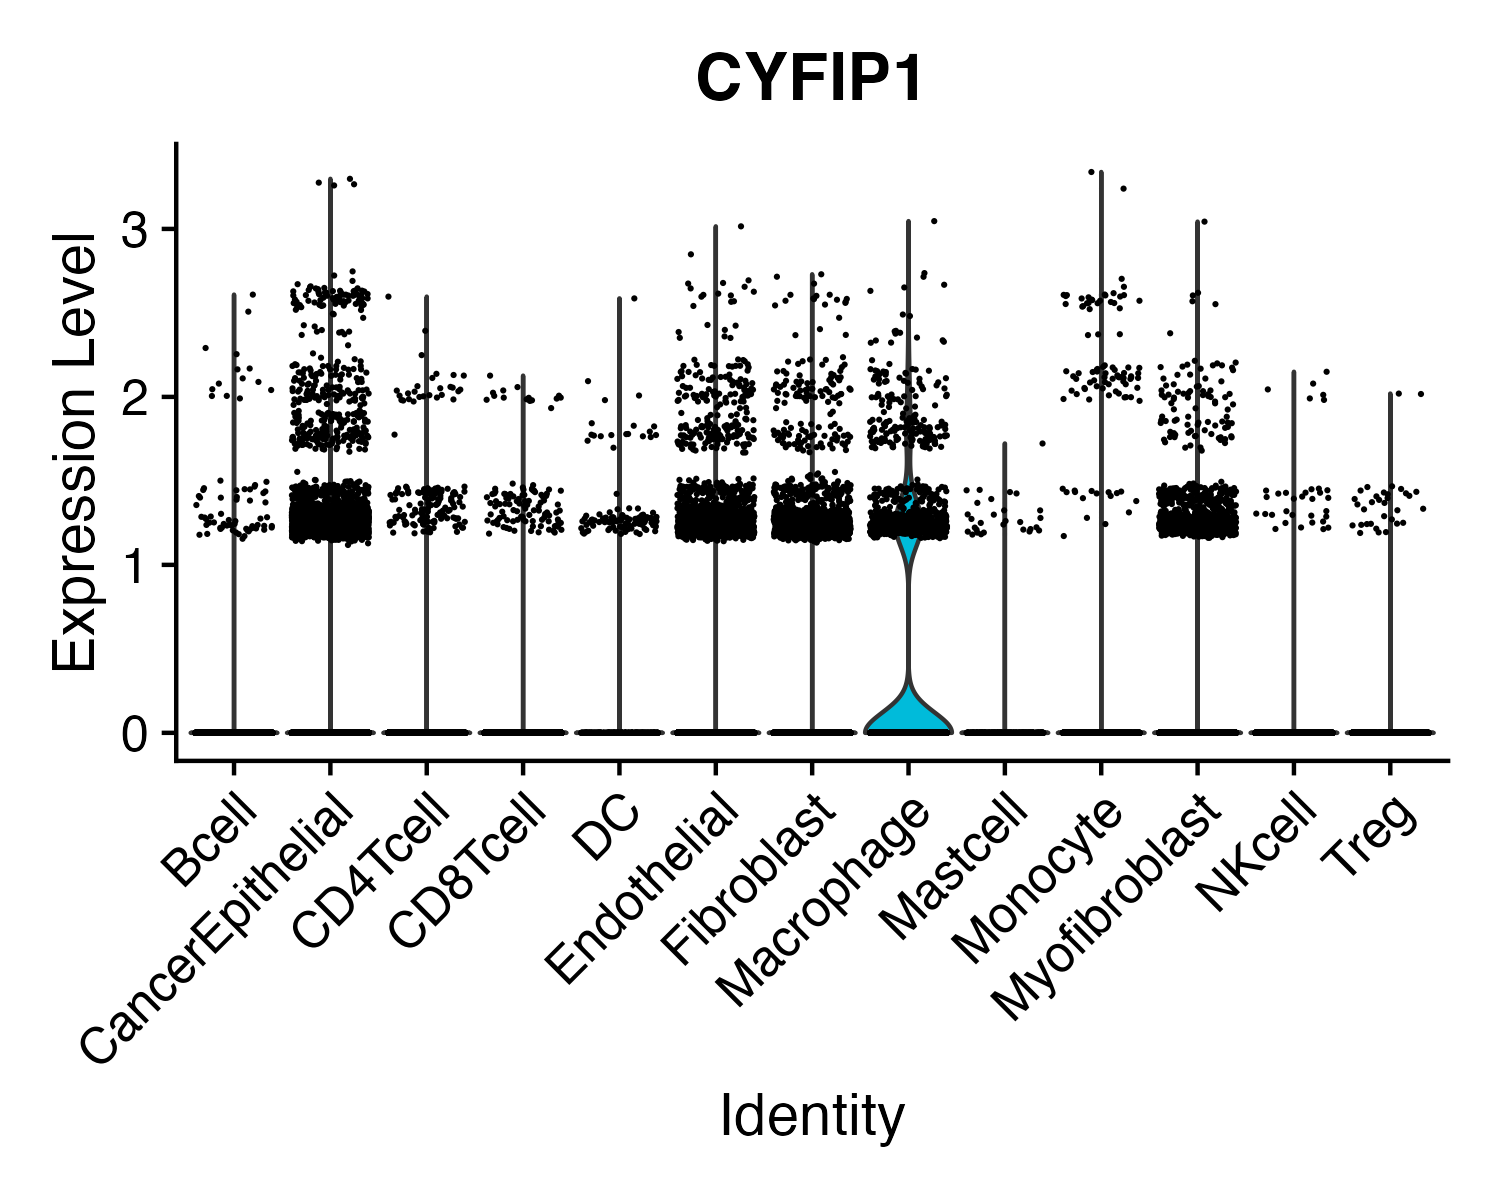 CYFIP1
Expression Level
3
2
1
0
Bcell
CancerEpithelial
CD4Tcell
CD8Tcell
DC
Endothelial
Fibroblast
Macrophage
Mastcell
Monocyte
Myofibroblast
NKcell
Treg
Identity